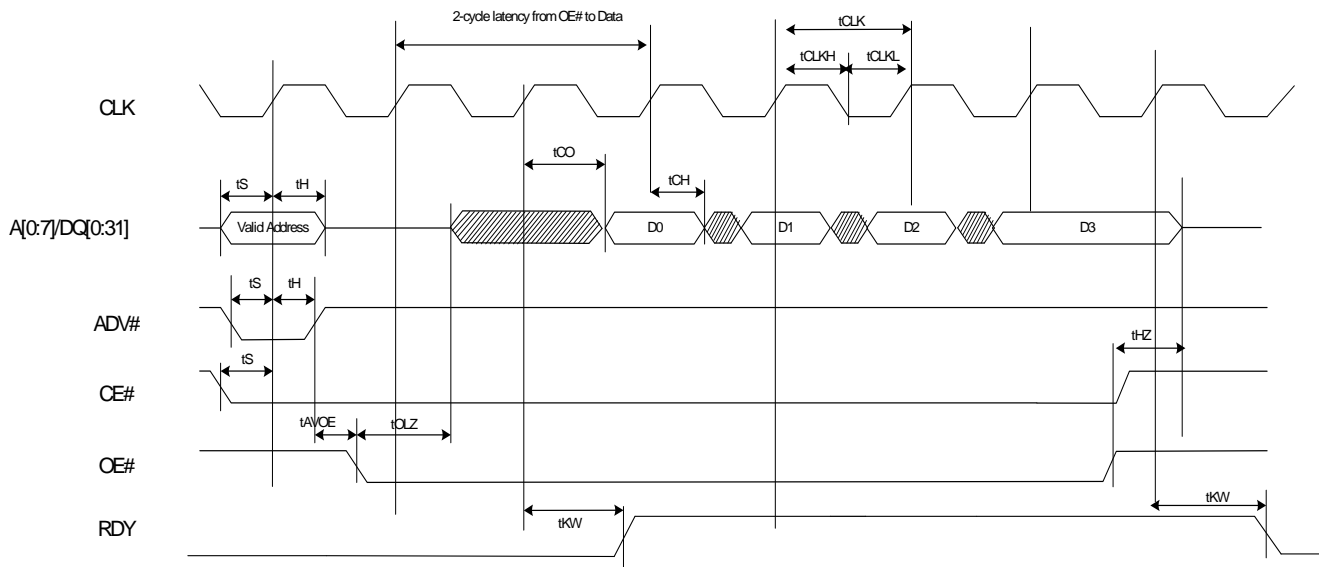 2-cycle latency from OE# to Data
tCLK
tCLKH
tCLKL
CLK
tCO
tS
tH
tCH
A[0:7]/DQ[0:31]
Valid Address
D0
D1
D2
D3
tS
tH
ADV#
tHZ
tS
CE#
tAVOE
tOLZ
OE#
tKW
tKW
RDY